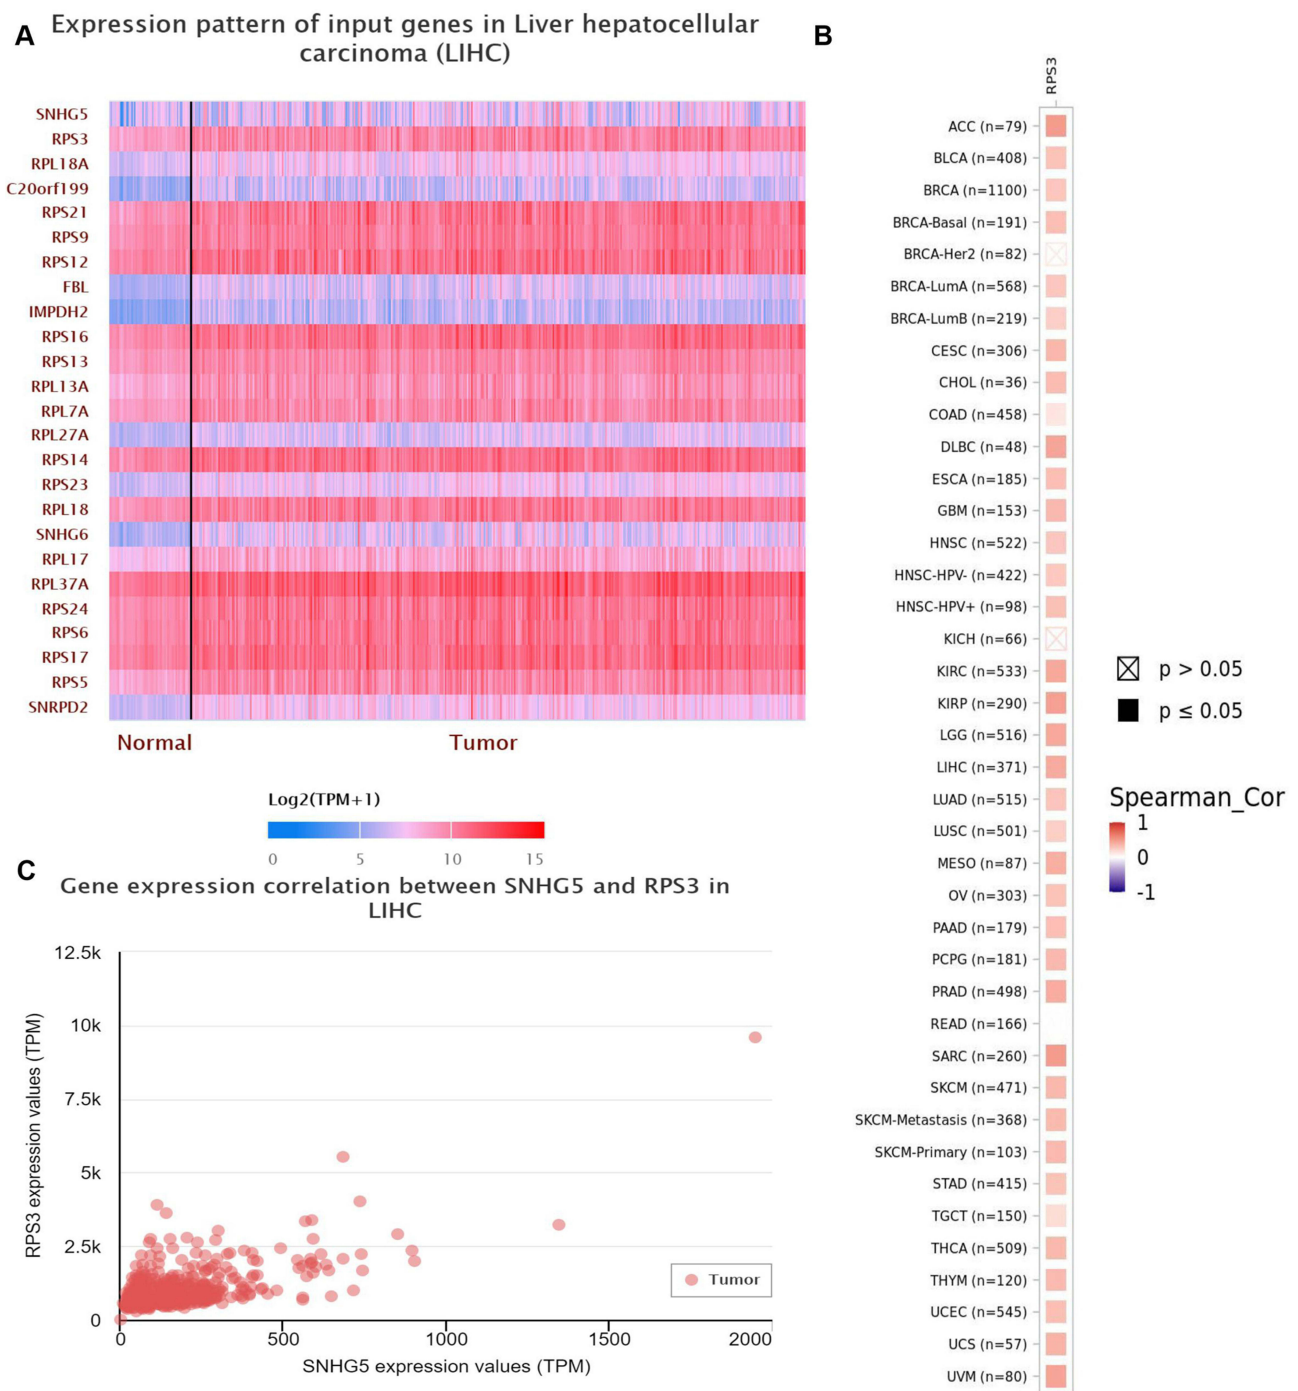 A
Expression pattern of input genes in Liver hepatocellular
carcinoma (LIHC)
SNHG5
RPS3
RPL18A
C20orf199
RPS21
RPS9
RPS12
FBL
IMPDH2
RPS16
RPS13
RPL13A
RPL7A
RPL27A
RPS14
RPS23
RPL18
SNHG6
RPL17
RPL37A
RPS24
RPS6
RPS17
RPS5
SNRPD2
Normal Tumor
Log2(TPM+1)
0 5 10 15
B
RPS3
ACC (n=79)
BLCA (n=408)
BRCA (n=1100)
BRCA-Basal (n=191)
BRCA-Her2 (n=82)
BRCA-LumA (n=568)
BRCA-LumB (n=219)
CESC (n=306)
CHOL (n=36)
COAD (n=458)
DLBC (n=48)
ESCA (n=185)
GBM (n=153)
HNSC (n=522)
HNSC-HPV- (n=422)
HNSC-HPV+ (n=98)
KICH (n=66)
KIRC (n=533)
KIRP (n=290)
LGG (n=516)
LIHC (n=371)
LUAD (n=515)
LUSC (n=501)
MESO (n=87)
OV (n=303)
PAAD (n=179)
PCPG (n=181)
PRAD (n=498)
READ (n=166)
SARC (n=260)
SKCM (n=471)
SKCM-Metastasis (n=368)
SKCM-Primary (n=103)
STAD (n=415)
TGCT (n=150)
THCA (n=509)
THYM (n=120)
UCEC (n=545)
UCS (n=57)
UVM (n=80)
p > 0.05
p ≤ 0.05
Spearman_Cor
1
0
-1
C
Gene expression correlation between SNHG5 and RPS3 in
LIHC
RPS3 expression values (TPM)
12.5k
10k
7.5k
5k
2.5k
0
Tumor
0 500 1000 1500 2000
SNHG5 expression values (TPM)